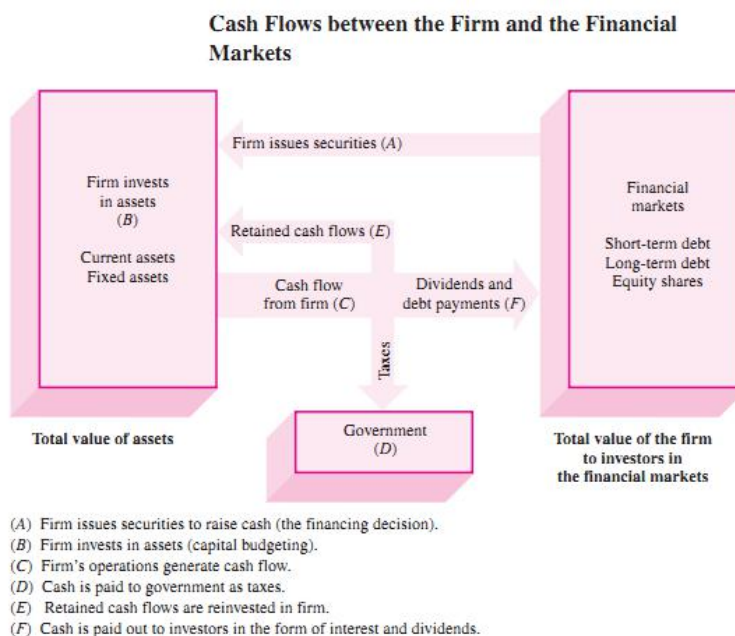 Cash Flows between the Firm and the Financial
Markets
Firm issues securities (A)
Firm invests
in assets
(B)
Current assets
Fixed assets
Retained cash flows (E)
Cash flow
from firm (C)
Dividends and
debt payments (F)
Taxes
Financial
markets
Short-term debt
Long-term debt
Equity shares
Government
(D)
Total value of assets
Total value of the firm
to investors in
the financial markets
(A) Firm issues securities to raise cash (the financing decision).
(B) Firm invests in assets (capital budgeting).
(C) Firm's operations generate cash flow.
(D) Cash is paid to government as taxes.
(E) Retained cash flows are reinvested in firm.
(F) Cash is paid out to investors in the form of interest and dividends.